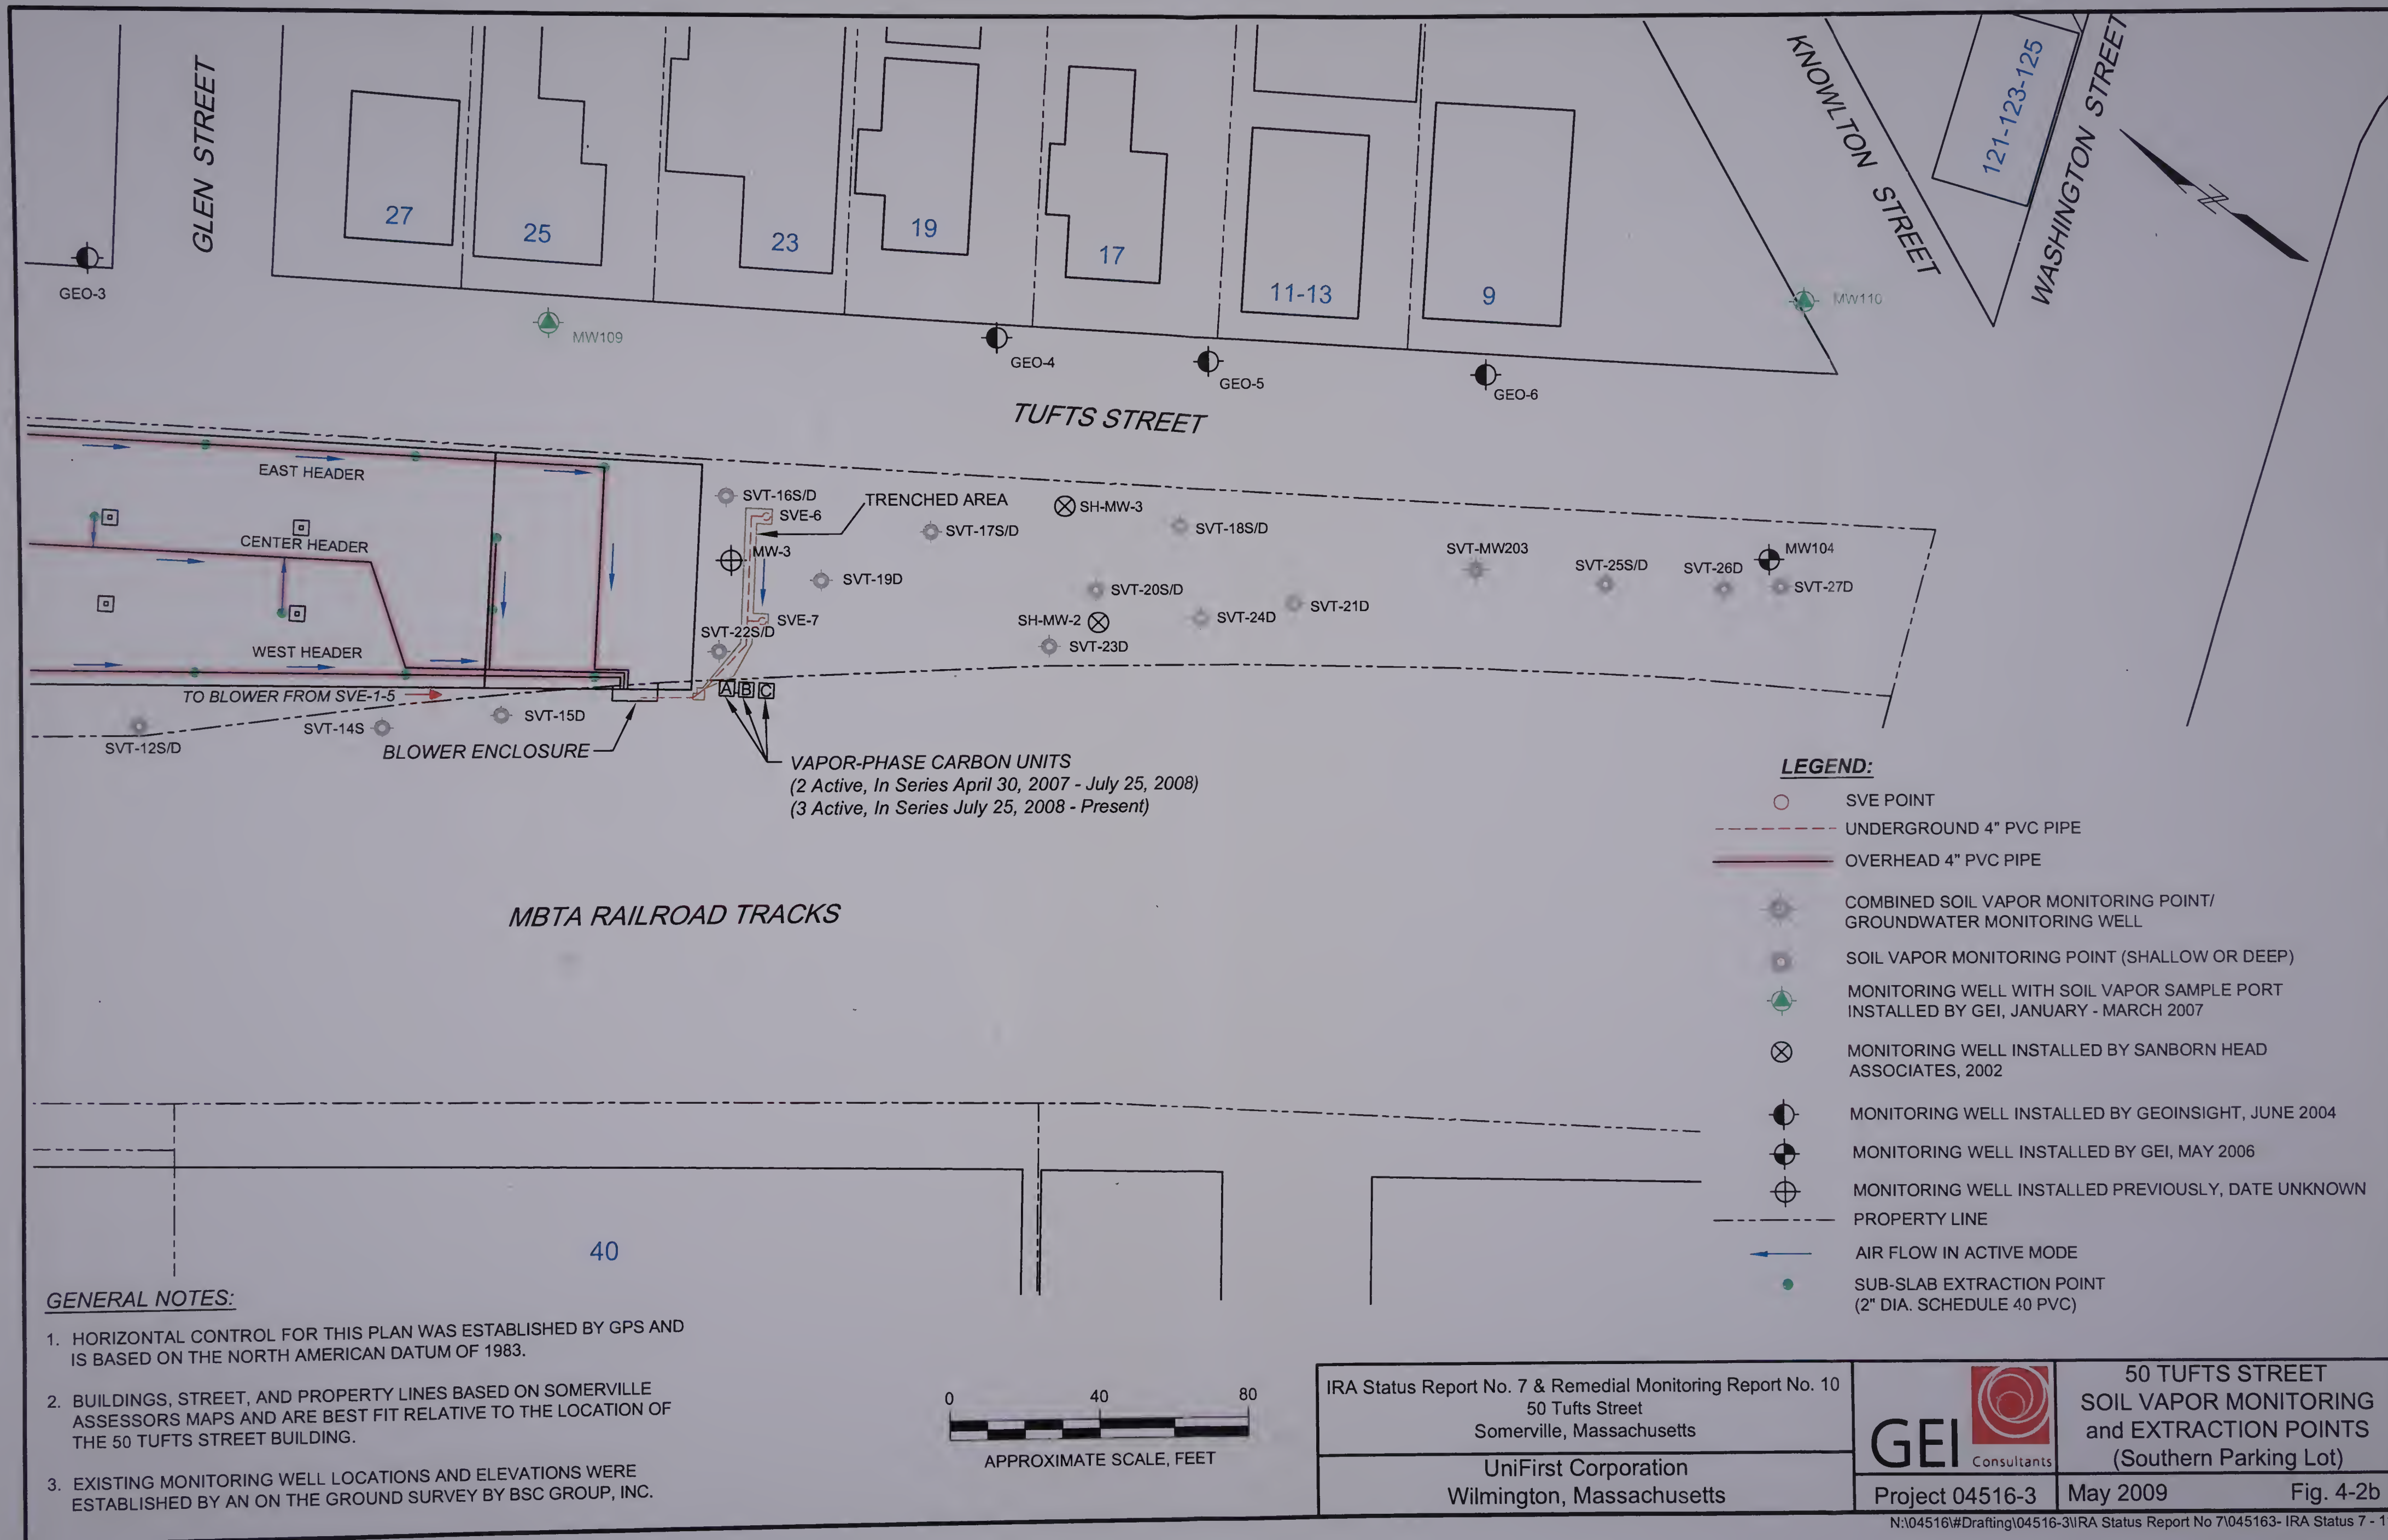 GLEN STREET
KNOWLTON STREET
121-123-125
WASHINGTON STREET
N
27
25
23
19
17
11-13
9
GEO-3
MW109
GEO-4
GEO-5
GEO-6
MW110
TUFTS STREET
EAST HEADER
CENTER HEADER
WEST HEADER
TO BLOWER FROM SVE-1-5
SVT-16S/D
TRENCHED AREA
SVE-6
SVT-17S/D
SH-MW-3
SVT-18S/D
MW-3
SVT-19D
SVT-MW203
SVT-25S/D
SVT-26D
MW104
SVT-27D
SVT-20S/D
SVT-21D
SVE-7
SH-MW-2
SVT-24D
SVT-22S/D
SVT-23D
A B C
SVT-12S/D
SVT-14S
SVT-15D
BLOWER ENCLOSURE
VAPOR-PHASE CARBON UNITS
(2 Active, In Series April 30, 2007 - July 25, 2008)
(3 Active, In Series July 25, 2008 - Present)
MBTA RAILROAD TRACKS
40
LEGEND:
SVE POINT
UNDERGROUND 4" PVC PIPE
OVERHEAD 4" PVC PIPE
COMBINED SOIL VAPOR MONITORING POINT/
GROUNDWATER MONITORING WELL
SOIL VAPOR MONITORING POINT (SHALLOW OR DEEP)
MONITORING WELL WITH SOIL VAPOR SAMPLE PORT
INSTALLED BY GEI, JANUARY - MARCH 2007
MONITORING WELL INSTALLED BY SANBORN HEAD
ASSOCIATES, 2002
MONITORING WELL INSTALLED BY GEOINSIGHT, JUNE 2004
MONITORING WELL INSTALLED BY GEI, MAY 2006
MONITORING WELL INSTALLED PREVIOUSLY, DATE UNKNOWN
PROPERTY LINE
AIR FLOW IN ACTIVE MODE
SUB-SLAB EXTRACTION POINT
(2" DIA. SCHEDULE 40 PVC)
GENERAL NOTES:
1. HORIZONTAL CONTROL FOR THIS PLAN WAS ESTABLISHED BY GPS AND
IS BASED ON THE NORTH AMERICAN DATUM OF 1983.
2. BUILDINGS, STREET, AND PROPERTY LINES BASED ON SOMERVILLE
ASSESSORS MAPS AND ARE BEST FIT RELATIVE TO THE LOCATION OF
THE 50 TUFTS STREET BUILDING.
3. EXISTING MONITORING WELL LOCATIONS AND ELEVATIONS WERE
ESTABLISHED BY AN ON THE GROUND SURVEY BY BSC GROUP, INC.
0 40 80
APPROXIMATE SCALE, FEET
IRA Status Report No. 7 & Remedial Monitoring Report No. 10
50 Tufts Street
Somerville, Massachusetts
UniFirst Corporation
Wilmington, Massachusetts
GEI Consultants
Project 04516-3
50 TUFTS STREET
SOIL VAPOR MONITORING
and EXTRACTION POINTS
(Southern Parking Lot)
May 2009
Fig. 4-2b
N:\04516\#Drafting\04516-3\IRA Status Report No 7\045163- IRA Status 7 - 1